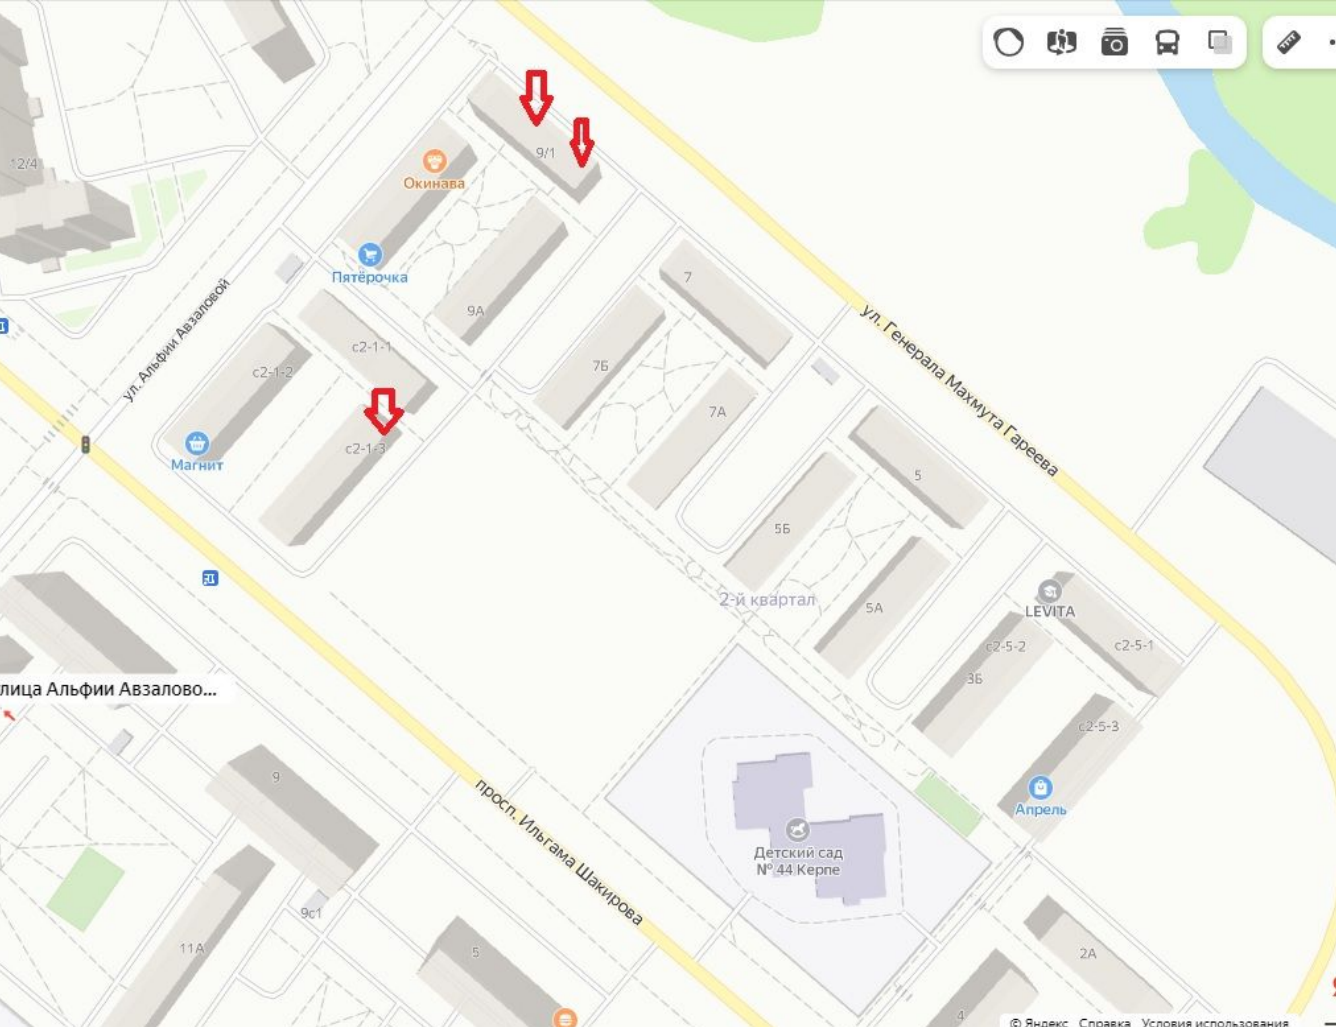 12/4
9/1
Окинава
Пятёрочка
7
9А
ул. Альфии Авзаловой
с2-1-1
с2-1-2
7Б
7А
ул. Генерала Махмута Гареева
с2-1-3
Магнит
5
5Б
2-й квартал
5А
LEVITA
с2-5-2
с2-5-1
3Б
с2-5-3
лица Альфии Авзалово...
9
просп. Ильгама Шакирова
Апрель
Детский сад
№ 44 Керпе
9с1
11А
5
2А
4
© Яндекс Справка Условия использования